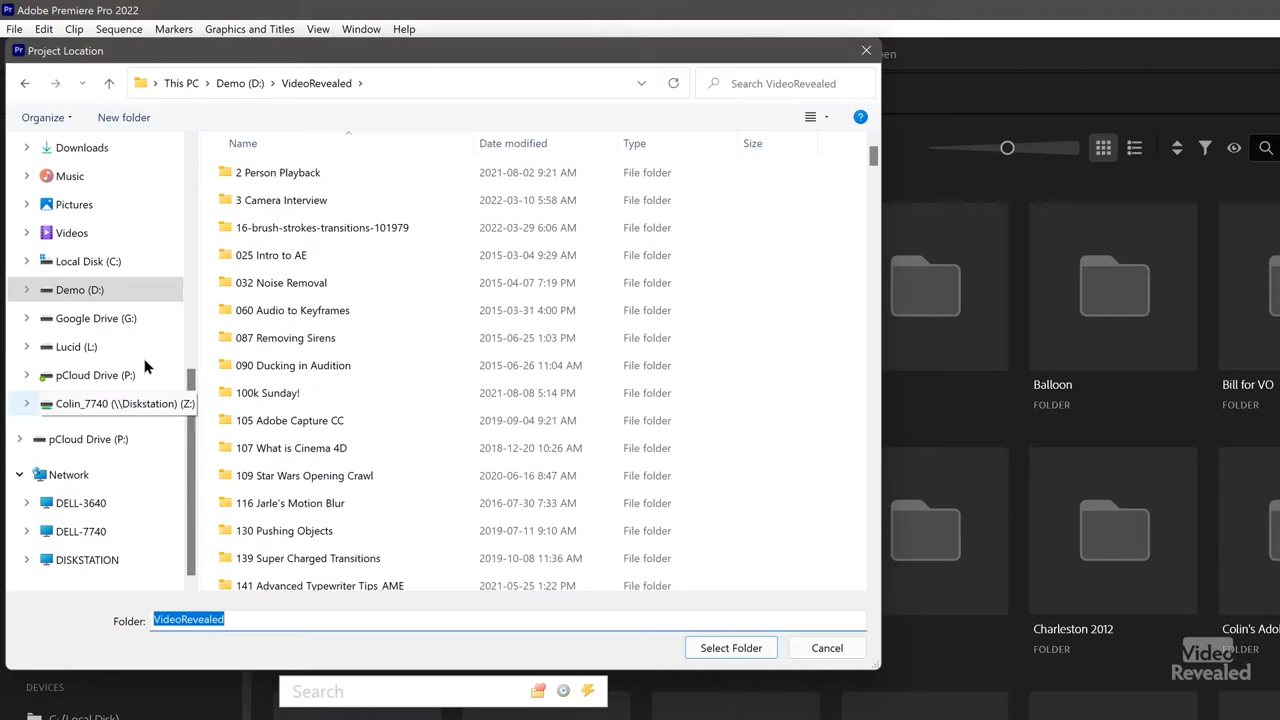 Adobe Premiere Pro 2022
File Edit Clip Sequence Markers Graphics and Titles View Window Help
Project Location
This PC Demo (D:) VideoRevealed
Search VideoRevealed
Organize New folder
Name Date modified Type Size
Downloads
Music
Pictures
Videos
Local Disk (C:)
Demo (D:)
Google Drive (G:)
Lucid (L:)
pCloud Drive (P:)
Colin_7740 (\\Diskstation) (Z:)
pCloud Drive (P:)
Network
DELL-3640
DELL-7740
DISKSTATION
2 Person Playback 2021-08-02 9:21 AM File folder
3 Camera Interview 2022-03-10 5:58 AM File folder
16-brush-strokes-transitions-101979 2022-03-29 6:06 AM File folder
025 Intro to AE 2015-03-04 9:29 AM File folder
032 Noise Removal 2015-04-07 7:19 PM File folder
060 Audio to Keyframes 2015-03-31 4:00 PM File folder
087 Removing Sirens 2015-06-25 1:03 PM File folder
090 Ducking in Audition 2015-06-26 11:04 AM File folder
100k Sunday! 2021-08-08 5:14 PM File folder
105 Adobe Capture CC 2019-09-04 9:21 AM File folder
107 What is Cinema 4D 2018-12-20 10:26 AM File folder
109 Star Wars Opening Crawl 2020-06-16 8:47 AM File folder
116 Jarle's Motion Blur 2016-07-30 7:33 AM File folder
130 Pushing Objects 2019-07-11 9:10 AM File folder
139 Super Charged Transitions 2019-10-08 11:36 AM File folder
141 Advanced Typewriter Tips AME 2021-05-25 1:22 PM File folder
Folder: VideoRevealed
Select Folder Cancel
Balloon
FOLDER
Bill for VO
FOLDER
Charleston 2012
FOLDER
Colin's Ado
FOLDER
DEVICES
C: (Local Disk)
Search
Video
Revealed